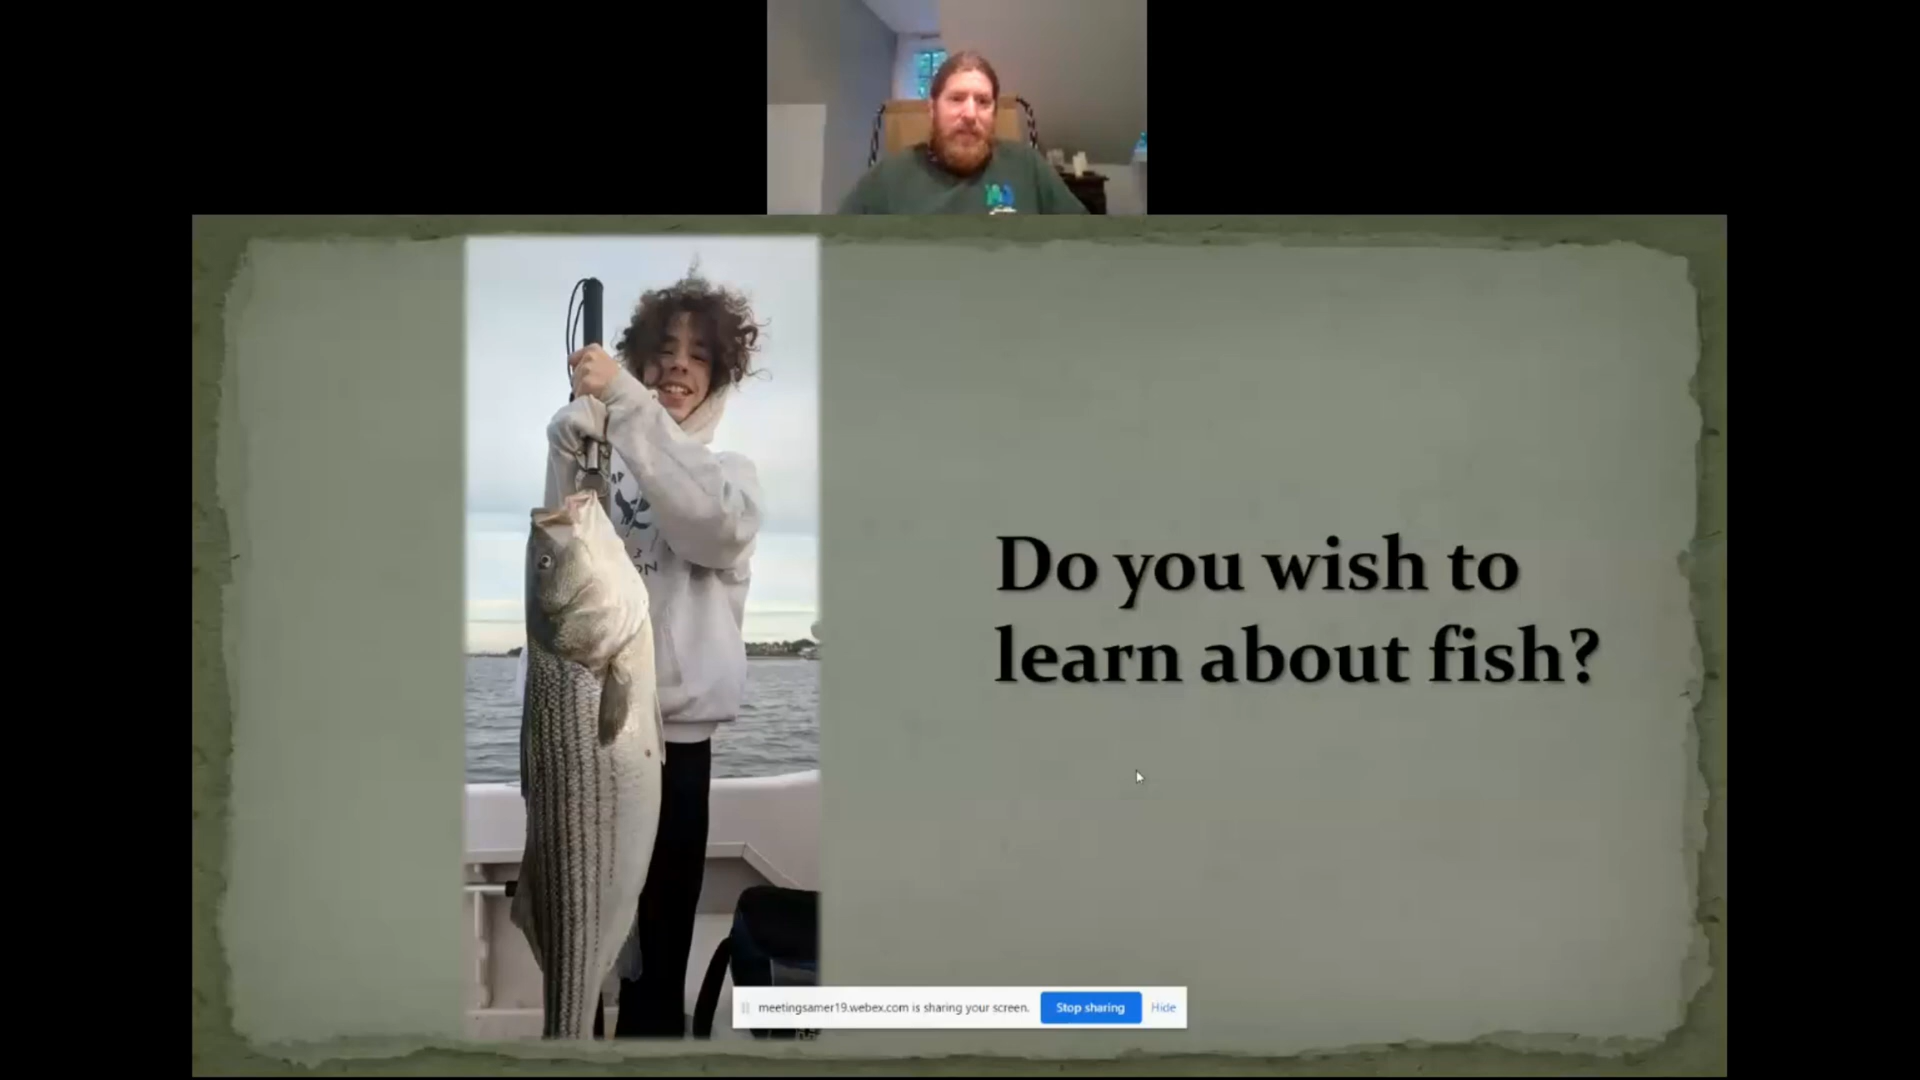 Do you wish to
learn about fish?
meetingsamer19.webex.com is sharing your screen. Stop sharing Hide